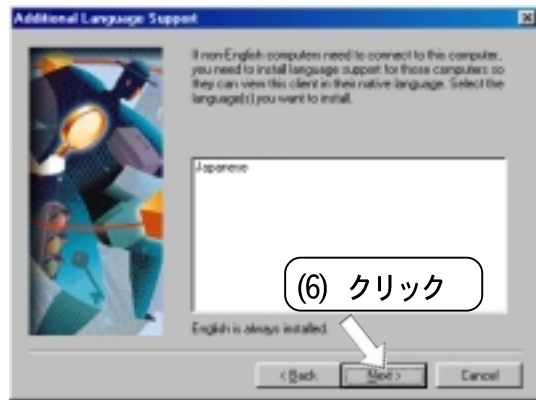 Additional Language Support
If non-English computers need to connect to this computer,
you need to install language support for those computers so
they can view this client in their native language. Select the
language(s) you want to install.
Japanese
(6) クリック
English is always installed.
< Back
Next >
Cancel